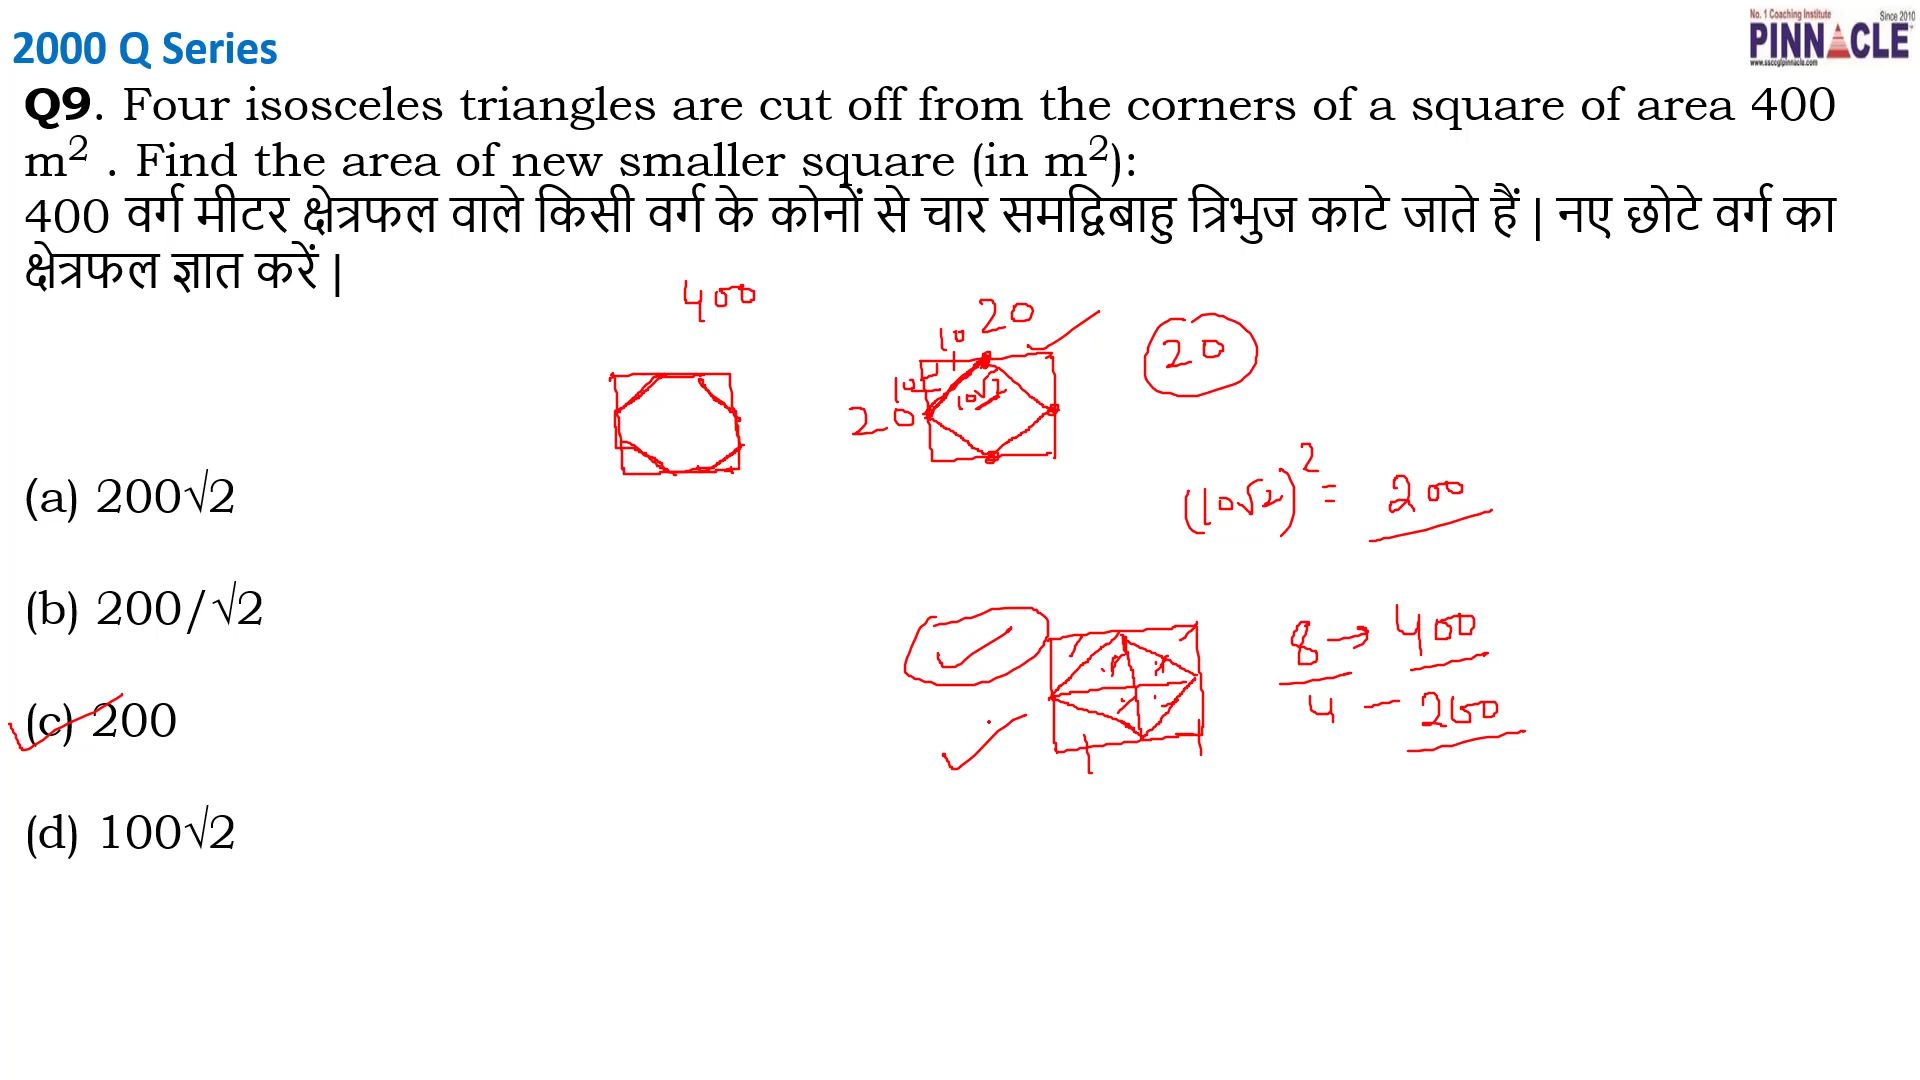 2000 Q Series
No. 1 Coaching Institute Since 2010
PINNACLE
www.ssccglpinnacle.com
Q9. Four isosceles triangles are cut off from the corners of a square of area 400
m² . Find the area of new smaller square (in m²):
400 वर्ग मीटर क्षेत्रफल वाले किसी वर्ग के कोनों से चार समद्विबाहु त्रिभुज काटे जाते हैं | नए छोटे वर्ग का
क्षेत्रफल ज्ञात करें |
400
20
10
20
10
10√2
20
(a) 200√2
(10√2)² = 200
(b) 200/√2
8 → 400
4 – 200
(c) 200
(d) 100√2